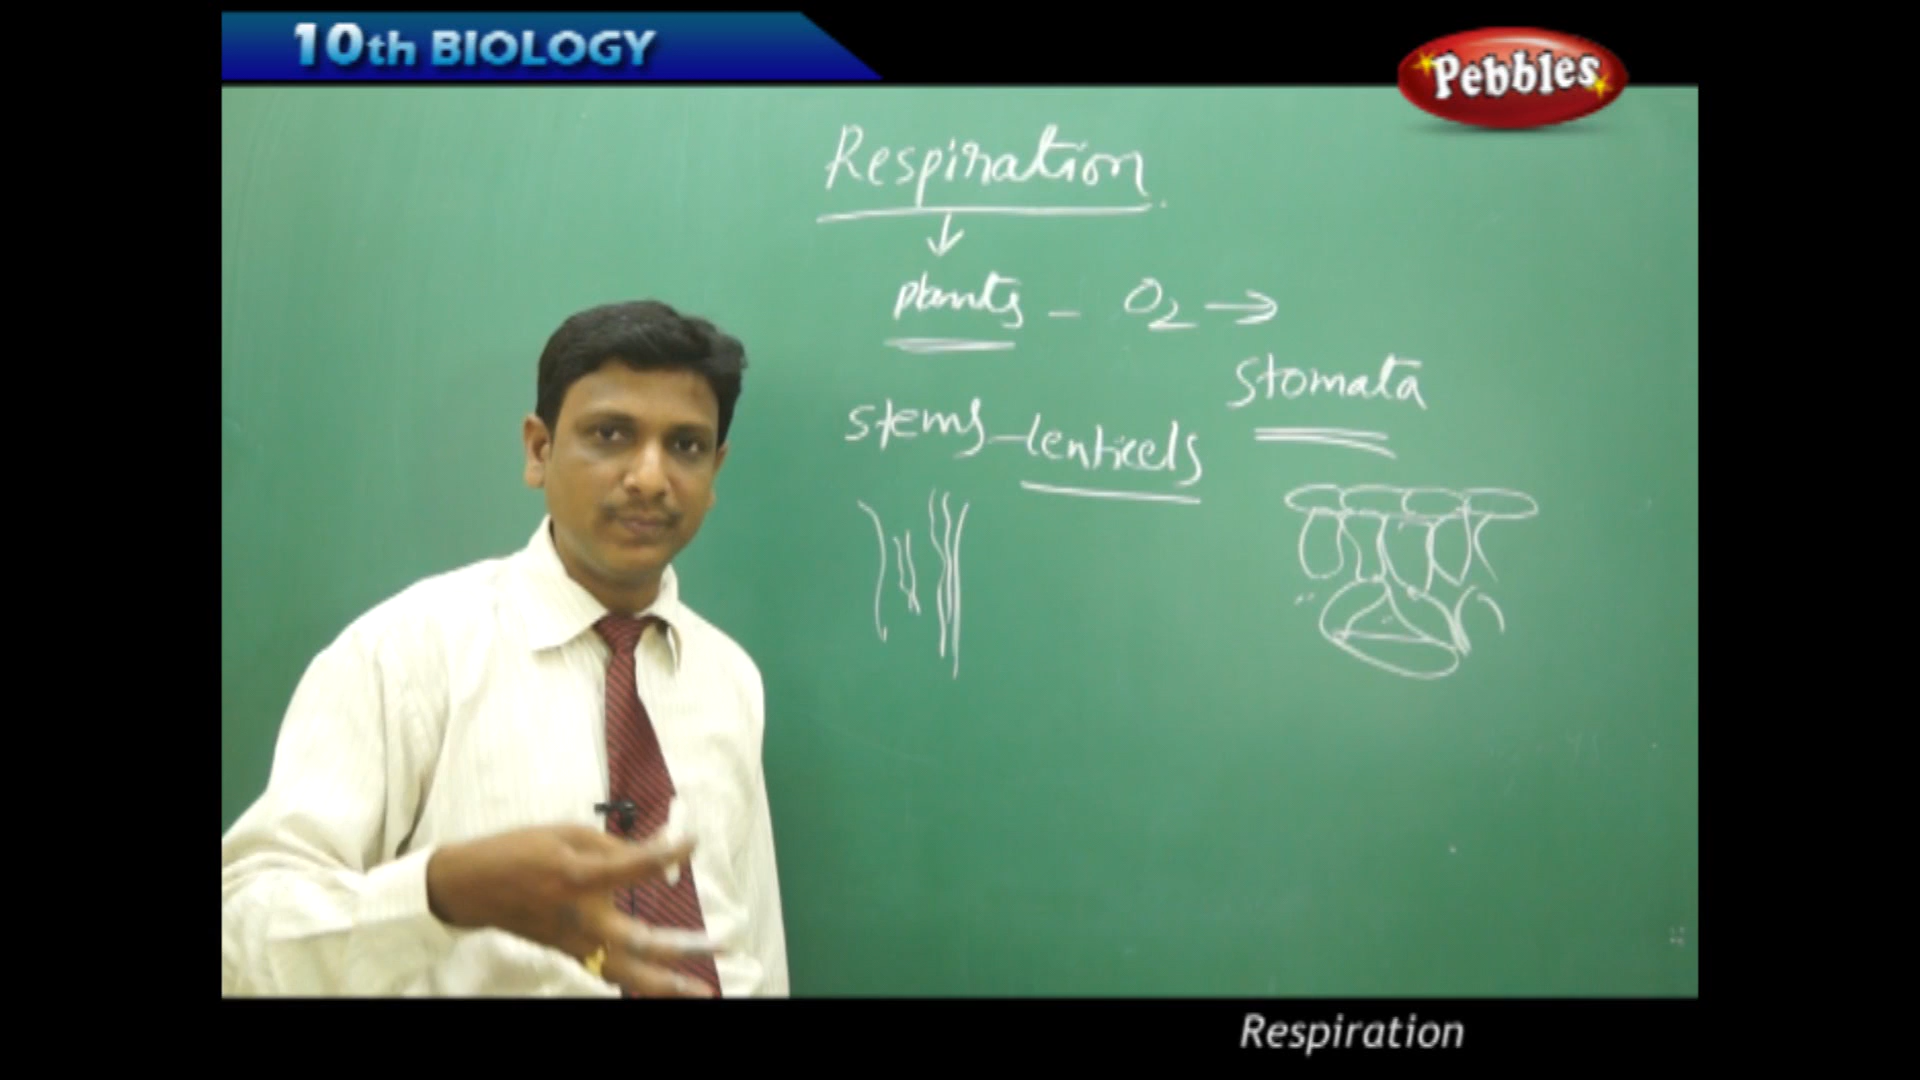 10th BIOLOGY
Pebbles
Respiration
plants - O2 →
Stomata
stems - lenticels
Respiration